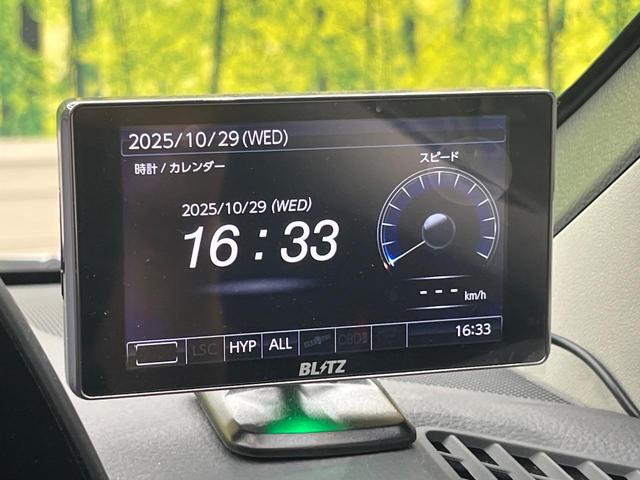 2025/10/29(WED)
時計/カレンダー
スピード
2025/10/29 (WED)
16:33
--- km/h
LSC HYP ALL OBDⅡ 16:33
BLITZ